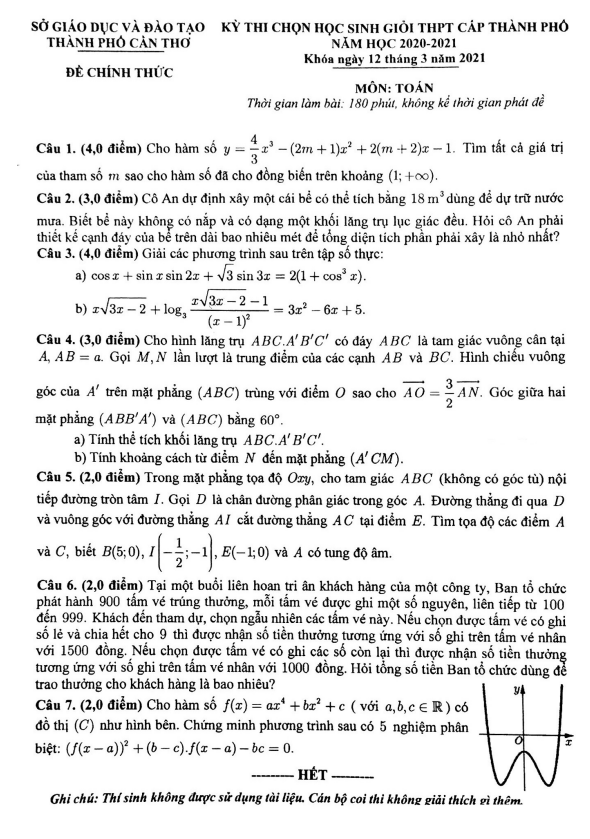 SỞ GIÁO DỤC VÀ ĐÀO TẠO
THÀNH PHỐ CẦN THƠ
ĐỀ CHÍNH THỨC
KỲ THI CHỌN HỌC SINH GIỎI THPT CẤP THÀNH PHỐ
NĂM HỌC 2020-2021
Khóa ngày 12 tháng 3 năm 2021
MÔN: TOÁN
Thời gian làm bài: 180 phút, không kể thời gian phát đề
Câu 1. (4,0 điểm) Cho hàm số y = 4/3 x³ − (2m + 1)x² + 2(m + 2)x − 1. Tìm tất cả giá trị
của tham số m sao cho hàm số đã cho đồng biến trên khoảng (1; +∞).
Câu 2. (3,0 điểm) Cô An dự định xây một cái bể có thể tích bằng 18 m³ dùng để dự trữ nước
mưa. Biết bể này không có nắp và có dạng một khối lăng trụ lục giác đều. Hỏi cô An phải
thiết kế cạnh đáy của bể trên dài bao nhiêu mét để tổng diện tích phần phải xây là nhỏ nhất?
Câu 3. (4,0 điểm) Giải các phương trình sau trên tập số thực:
a) cos x + sin x sin 2x + √3 sin 3x = 2(1 + cos³ x).
b) x√(3x − 2) + log₃ (x√(3x − 2) − 1)/(x − 1)² = 3x² − 6x + 5.
Câu 4. (3,0 điểm) Cho hình lăng trụ ABC.A'B'C' có đáy ABC là tam giác vuông cân tại
A, AB = a. Gọi M, N lần lượt là trung điểm của các cạnh AB và BC. Hình chiếu vuông
góc của A' trên mặt phẳng (ABC) trùng với điểm O sao cho AO⃗ = 3/2 AN⃗. Góc giữa hai
mặt phẳng (ABB'A') và (ABC) bằng 60°.
a) Tính thể tích khối lăng trụ ABC.A'B'C'.
b) Tính khoảng cách từ điểm N đến mặt phẳng (A'CM).
Câu 5. (2,0 điểm) Trong mặt phẳng tọa độ Oxy, cho tam giác ABC (không có góc tù) nội
tiếp đường tròn tâm I. Gọi D là chân đường phân giác trong góc A. Đường thẳng đi qua D
và vuông góc với đường thẳng AI cắt đường thẳng AC tại điểm E. Tìm tọa độ các điểm A
và C, biết B(5;0), I(−1/2; −1), E(−1;0) và A có tung độ âm.
Câu 6. (2,0 điểm) Tại một buổi liên hoan tri ân khách hàng của một công ty, Ban tổ chức
phát hành 900 tấm vé trúng thưởng, mỗi tấm vé được ghi một số nguyên, liên tiếp từ 100
đến 999. Khách đến tham dự, chọn ngẫu nhiên các tấm vé này. Nếu chọn được tấm vé có ghi
số lẻ và chia hết cho 9 thì được nhận số tiền thưởng tương ứng với số ghi trên tấm vé nhân
với 1500 đồng. Nếu chọn được tấm vé có ghi các số còn lại thì được nhận số tiền thưởng
tương ứng với số ghi trên tấm vé nhân với 1000 đồng. Hỏi tổng số tiền Ban tổ chức dùng để
trao thưởng cho khách hàng là bao nhiêu?
Câu 7. (2,0 điểm) Cho hàm số f(x) = ax⁴ + bx² + c ( với a, b, c ∈ ℝ ) có
đồ thị (C) như hình bên. Chứng minh phương trình sau có 5 nghiệm phân
biệt: (f(x − a))² + (b − c).f(x − a) − bc = 0.
y
O
x
--------- HẾT ---------
Ghi chú: Thí sinh không được sử dụng tài liệu. Cán bộ coi thi không giải thích gì thêm.